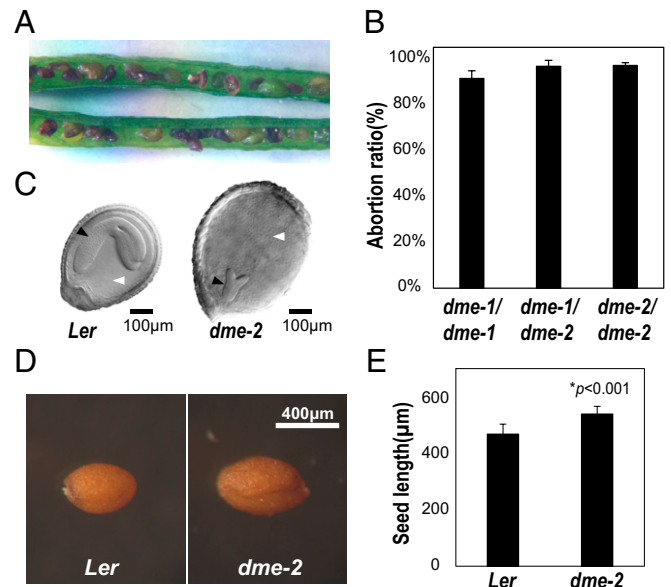 A
B
Abortion ratio(%)
100%
80%
60%
40%
20%
0%
dme-1/
dme-1
dme-1/
dme-2
dme-2/
dme-2
C
Ler
100µm
dme-2
100µm
D
400µm
Ler
dme-2
E
*p<0.001
Seed length(µm)
600
400
200
0
Ler
dme-2